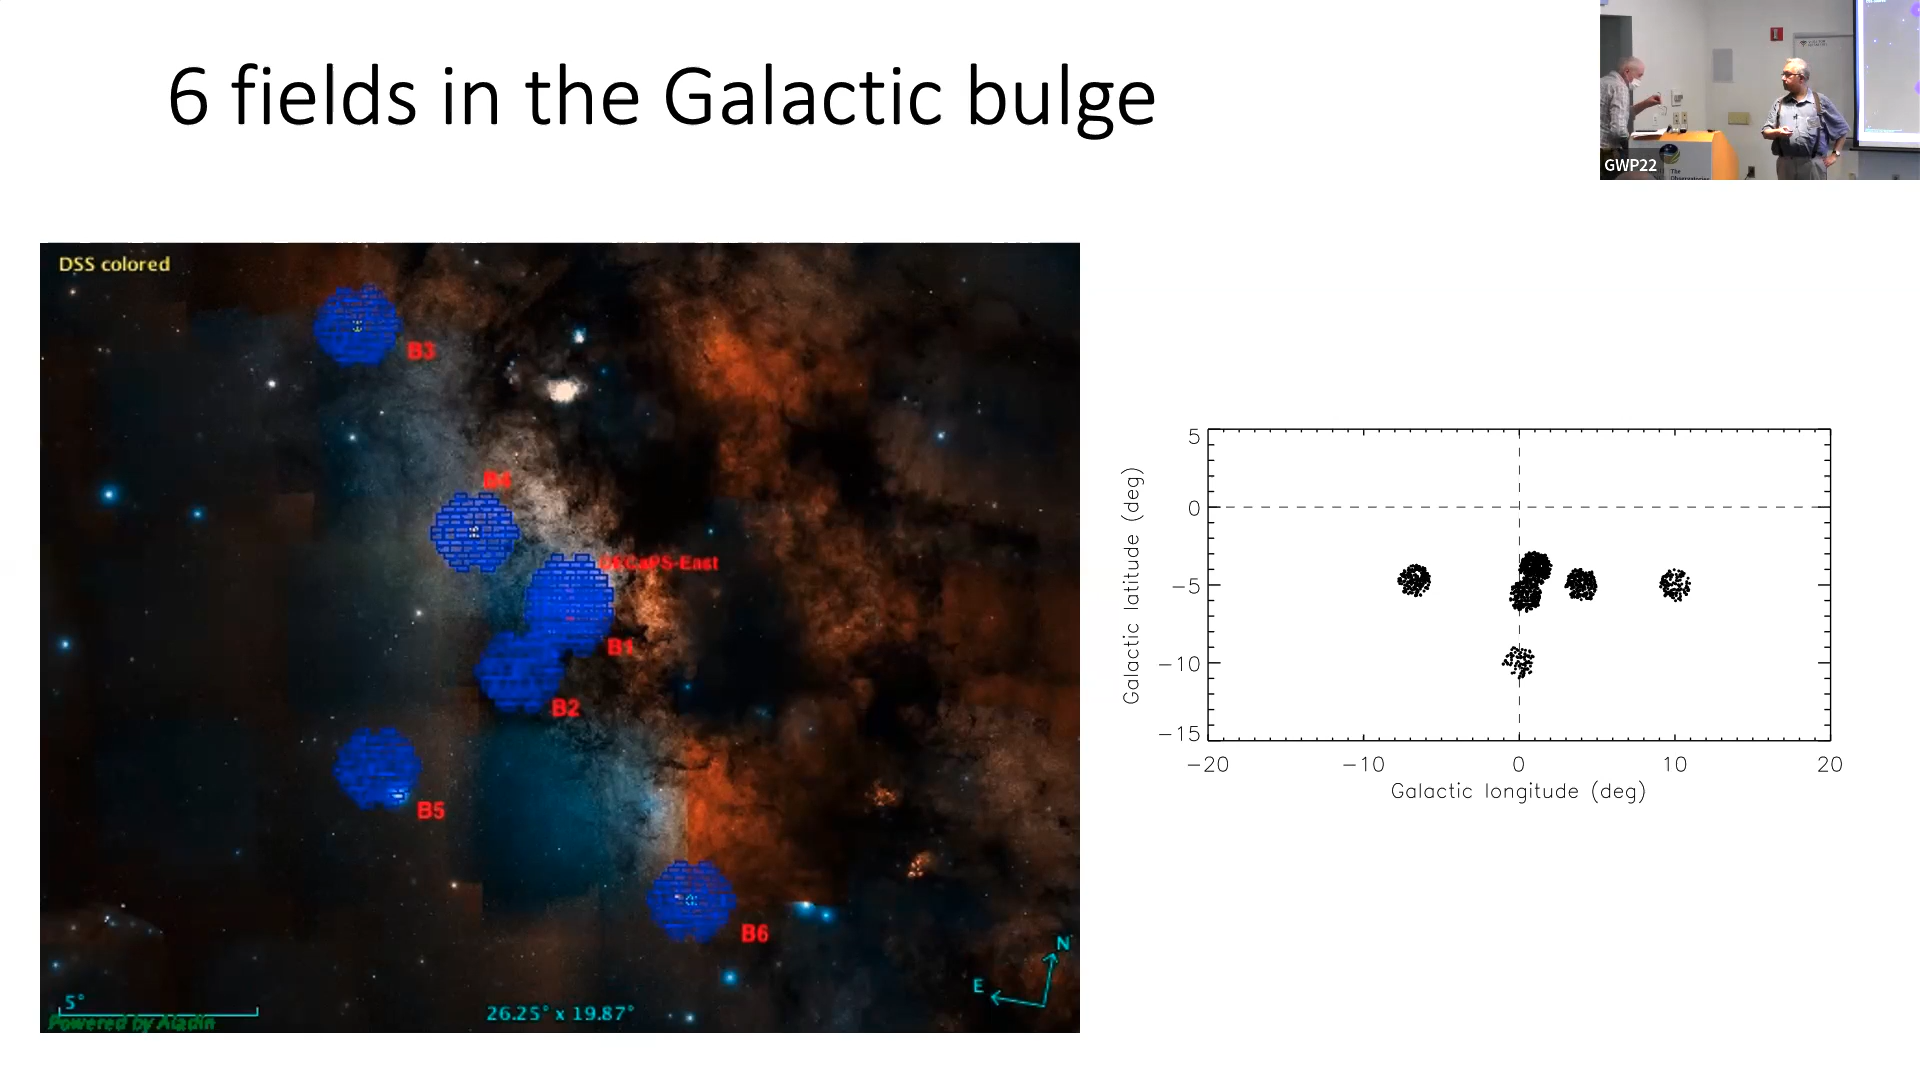 6 fields in the Galactic bulge
GWP22
The
Observatories
DSS colored
B3
B4
DECaPS-East
B1
B2
B5
B6
N
E
5°
26.25° x 19.87°
Powered by Aladin
5
0
-5
-10
-15
Galactic latitude (deg)
-20
-10
0
10
20
Galactic longitude (deg)